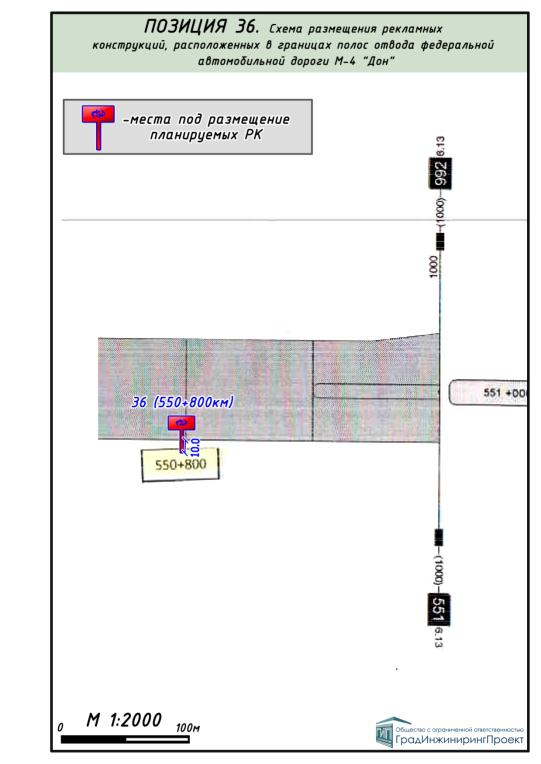 ПОЗИЦИЯ 36. Схема размещения рекламных
конструкций, расположенных в границах полос отвода федеральной
автомобильной дороги М-4 "Дон"
-места под размещение
планируемых РК
6.13
992
(1000)
1000
551 +00
36 (550+800км)
10.0
550+800
(1000)
551
6.13
М 1:2000
0 100м
Общество с ограниченной ответственностью
ГрадИнжинирингПроект